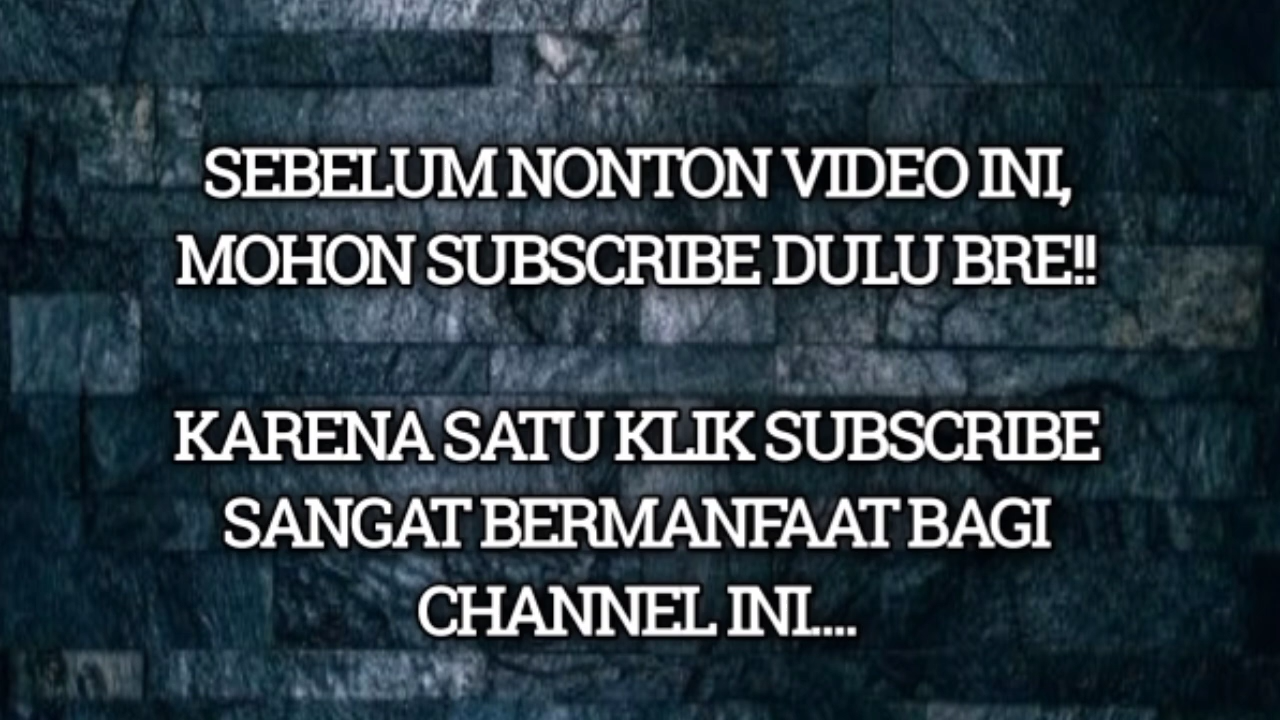 SEBELUM NONTON VIDEO INI,
MOHON SUBSCRIBE DULU BRE!!
KARENA SATU KLIK SUBSCRIBE
SANGAT BERMANFAAT BAGI
CHANNEL INI....